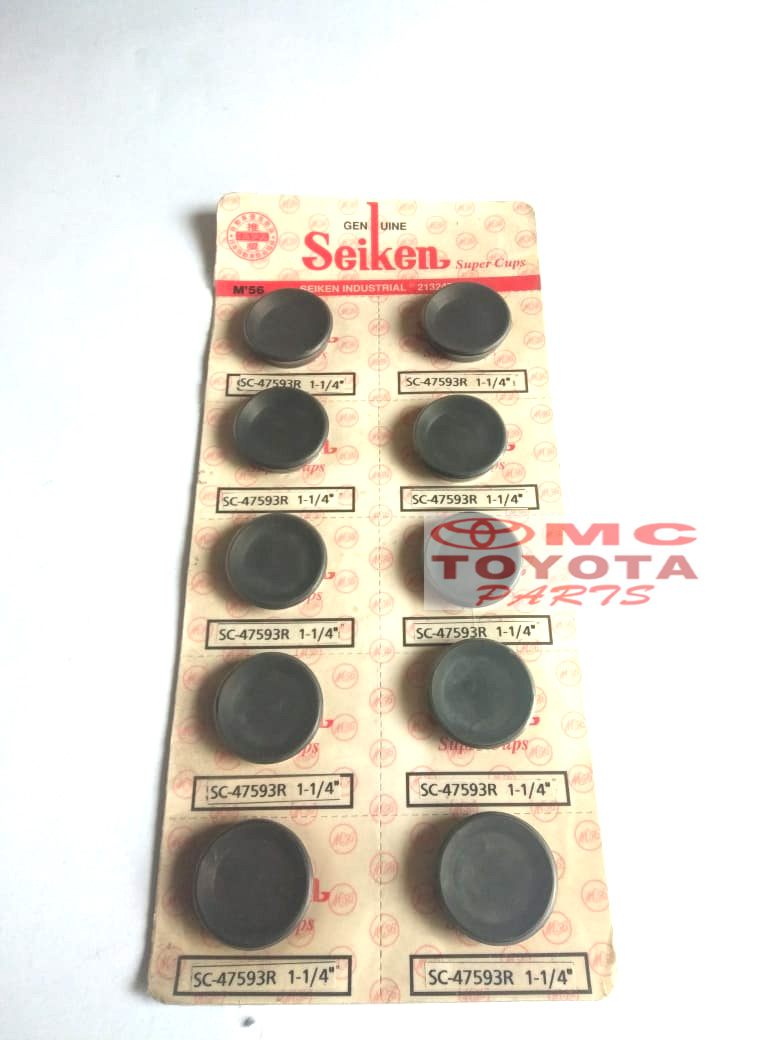 GENUINE
Seiken Super Cups
M'56 SEIKEN INDUSTRIAL
SC-47593R 1-1/4" SC-47593R 1-1/4"
SC-47593R 1-1/4" SC-47593R 1-1/4"
OMC
TOYOTA
PARTS
SC-47593R 1-1/4" SC-47593R 1-1/4"
Super Cups
SC-47593R 1-1/4" SC-47593R 1-1/4"
SC-47593R 1-1/4" SC-47593R 1-1/4"